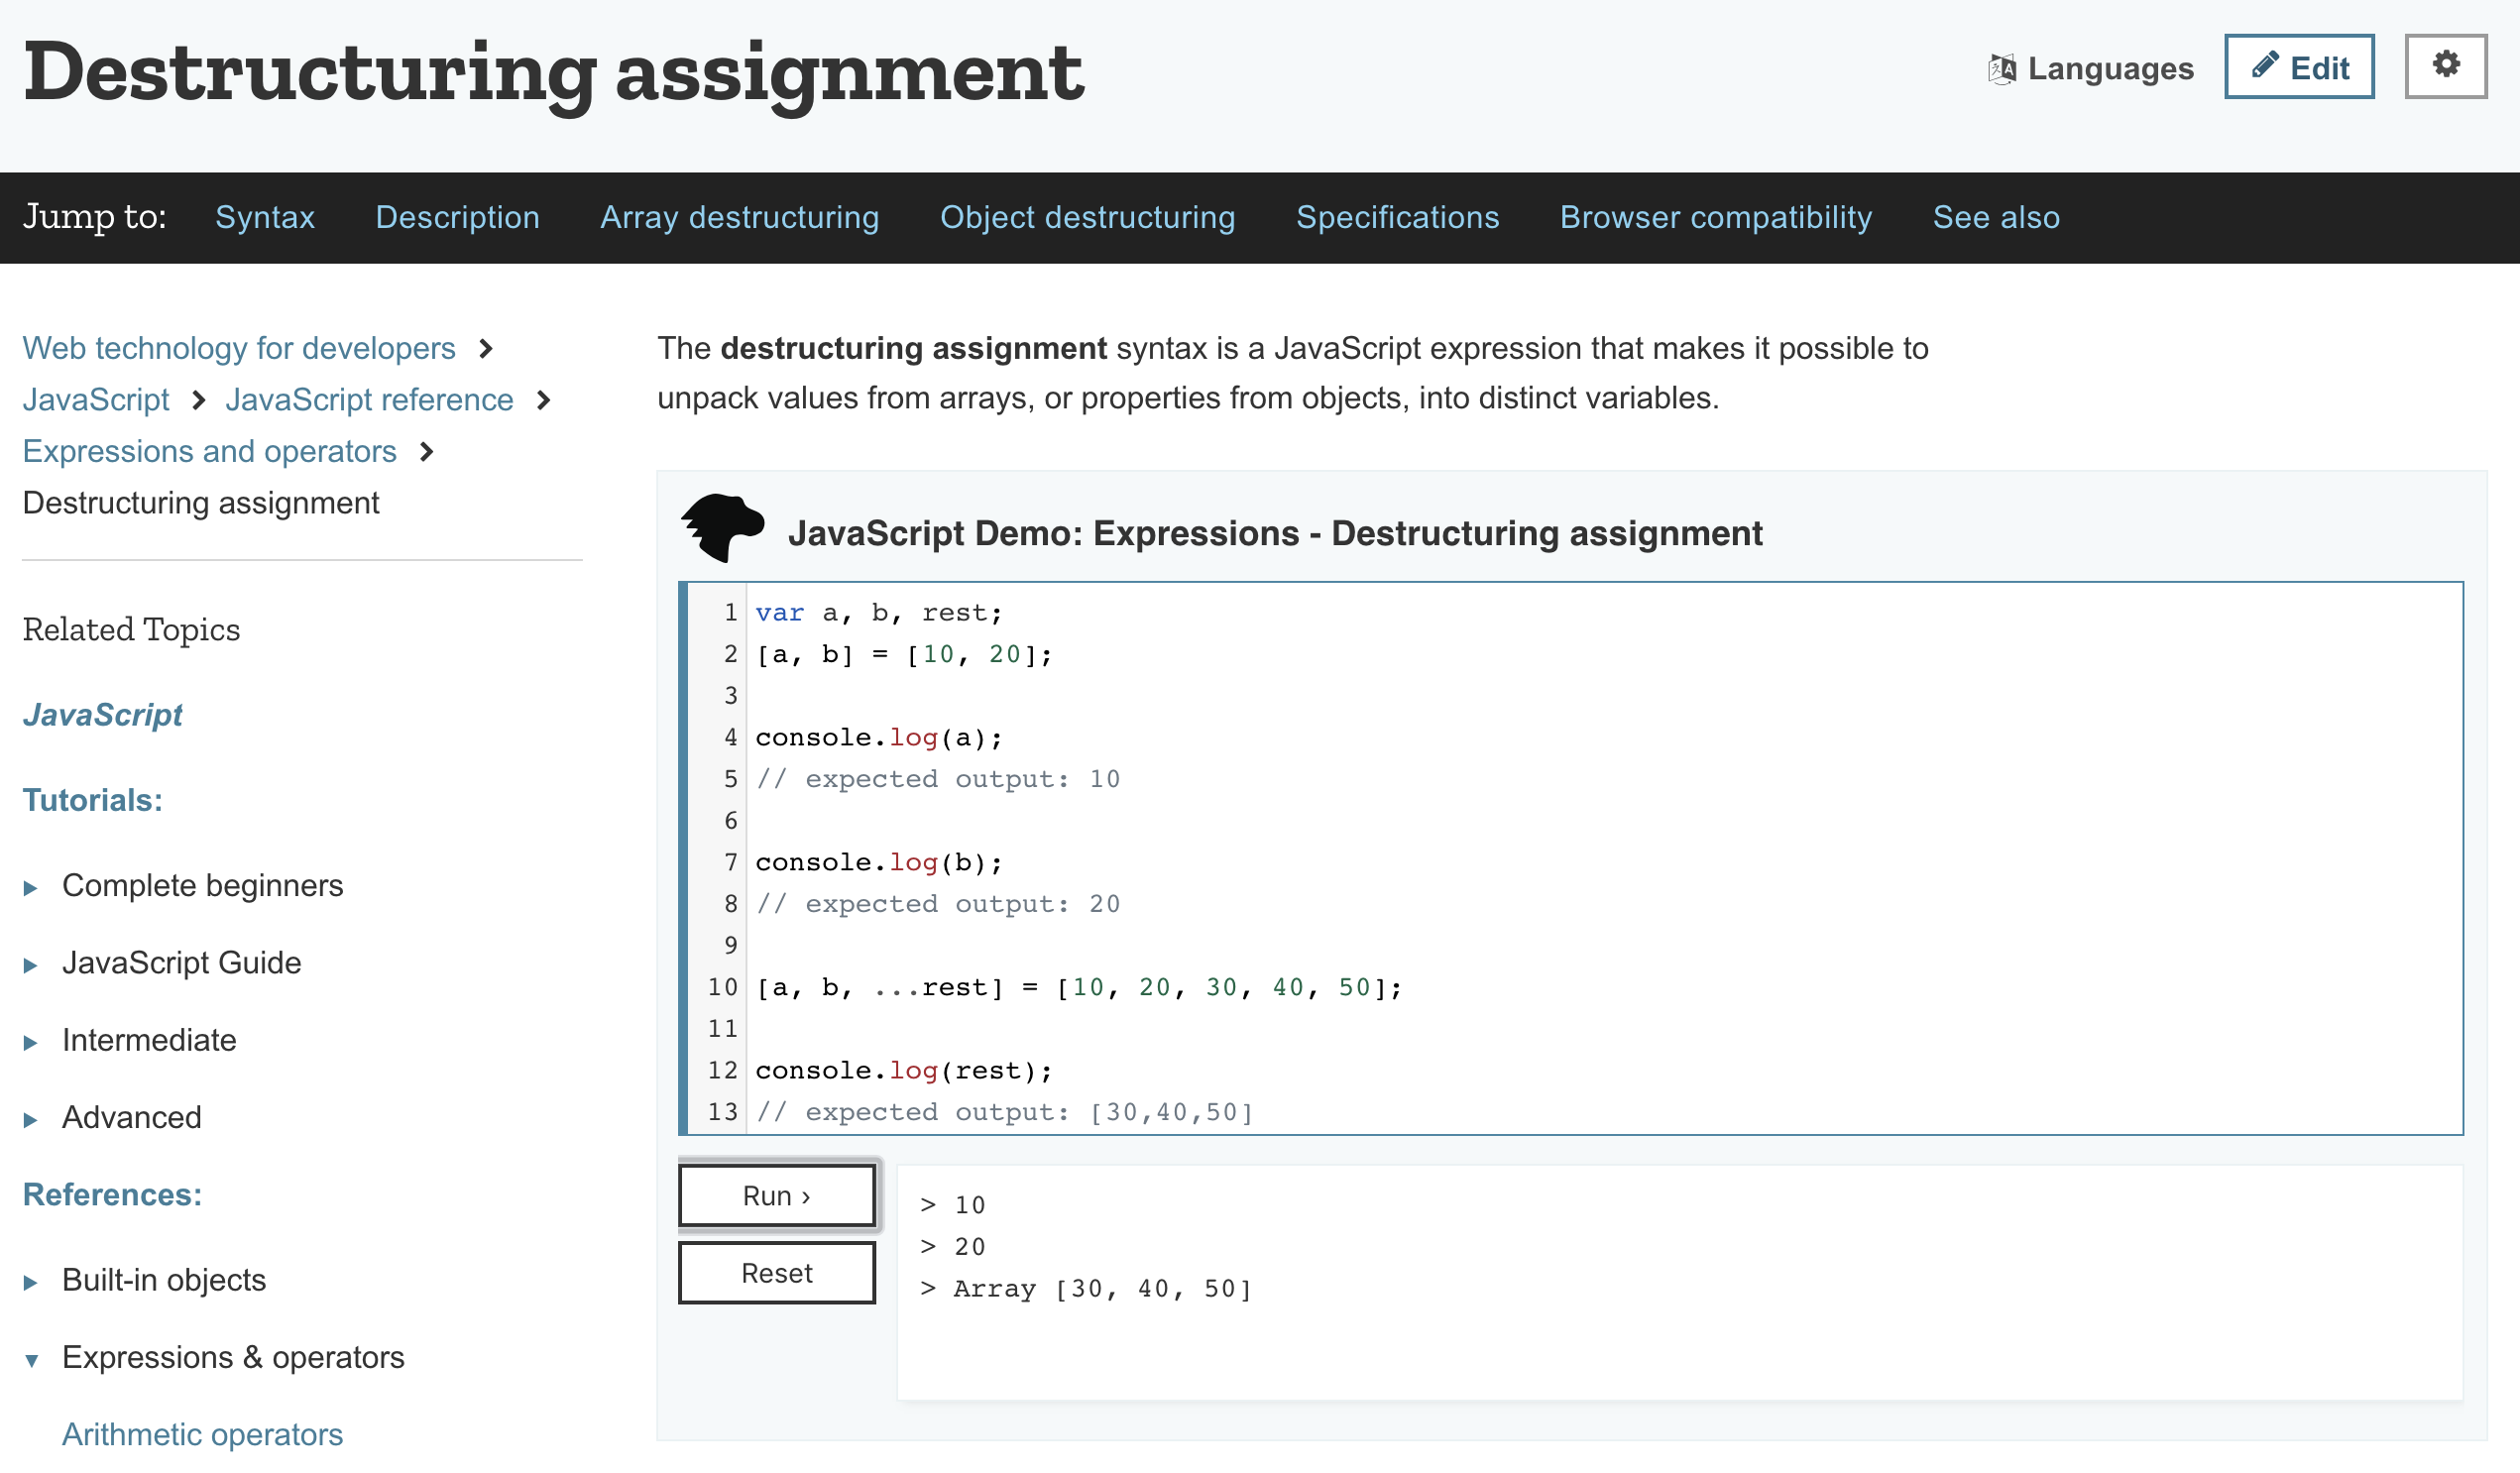 Destructuring assignment
Languages
Edit
Jump to: Syntax Description Array destructuring Object destructuring Specifications Browser compatibility See also
Web technology for developers
JavaScript JavaScript reference
Expressions and operators
Destructuring assignment
Related Topics
JavaScript
Tutorials:
Complete beginners
JavaScript Guide
Intermediate
Advanced
References:
Built-in objects
Expressions & operators
Arithmetic operators
The destructuring assignment syntax is a JavaScript expression that makes it possible to
unpack values from arrays, or properties from objects, into distinct variables.
JavaScript Demo: Expressions - Destructuring assignment
1 var a, b, rest;
2 [a, b] = [10, 20];
3
4 console.log(a);
5 // expected output: 10
6
7 console.log(b);
8 // expected output: 20
9
10 [a, b, ...rest] = [10, 20, 30, 40, 50];
11
12 console.log(rest);
13 // expected output: [30,40,50]
Run ›
Reset
> 10
> 20
> Array [30, 40, 50]